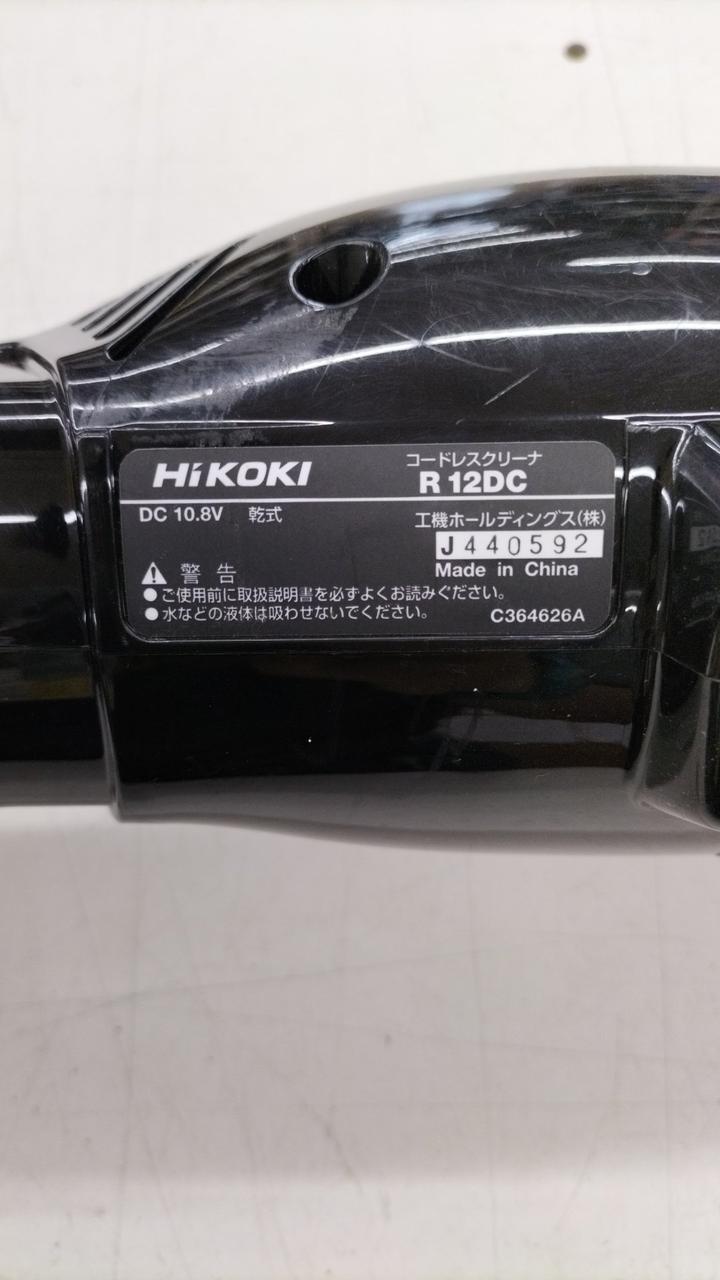 HiKOKI
コードレスクリーナ
R 12DC
DC 10.8V 乾式
工機ホールディングス(株)
J440592
Made in China
警告
●ご使用前に取扱説明書を必ずよくお読みください。
●水などの液体は吸わせないでください。
C364626A